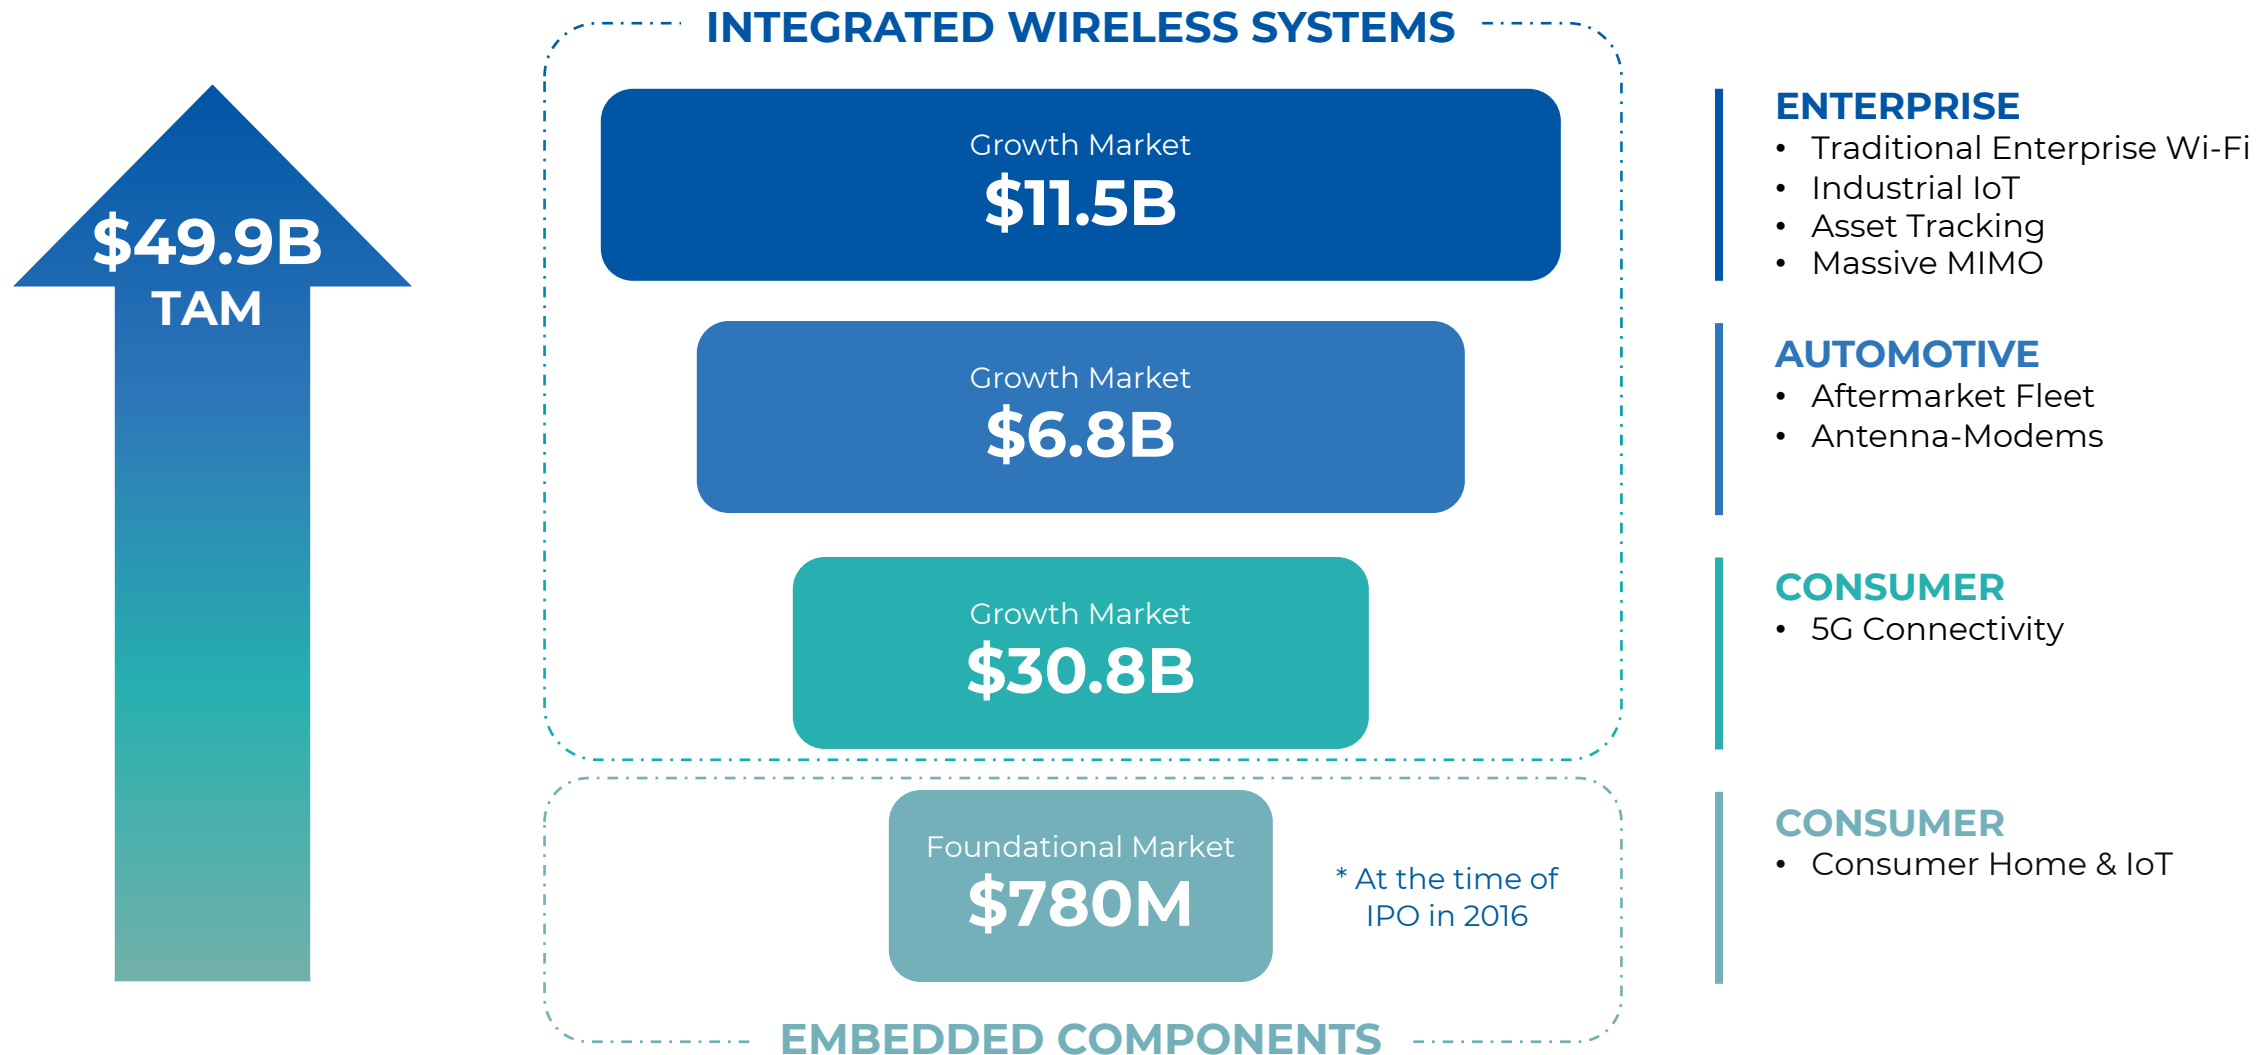 INTEGRATED WIRELESS SYSTEMS
$49.9B
TAM
Growth Market
$11.5B
ENTERPRISE
• Traditional Enterprise Wi-Fi
• Industrial IoT
• Asset Tracking
• Massive MIMO
Growth Market
$6.8B
AUTOMOTIVE
• Aftermarket Fleet
• Antenna-Modems
Growth Market
$30.8B
CONSUMER
• 5G Connectivity
Foundational Market
$780M
* At the time of
IPO in 2016
CONSUMER
• Consumer Home & IoT
EMBEDDED COMPONENTS